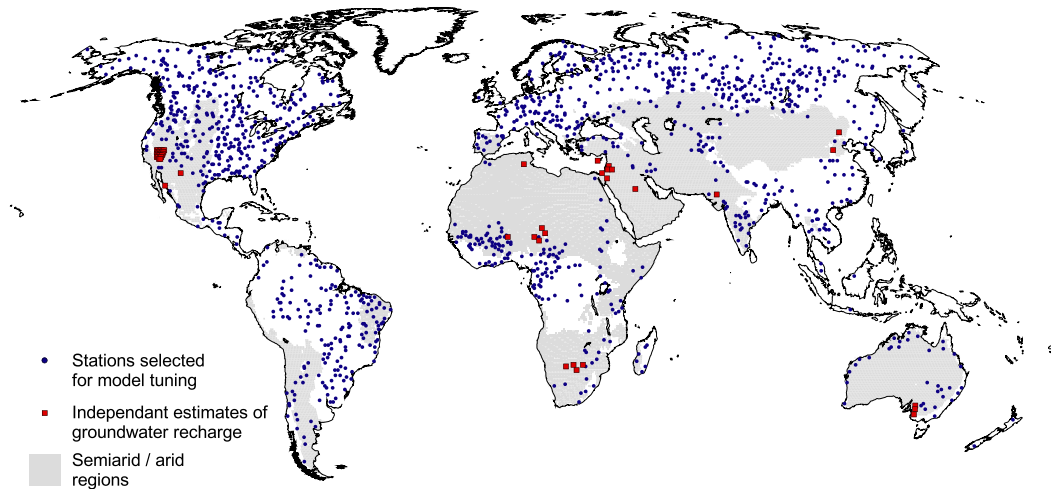 Stations selected
for model tuning
Independant estimates of
groundwater recharge
Semiarid / arid
regions